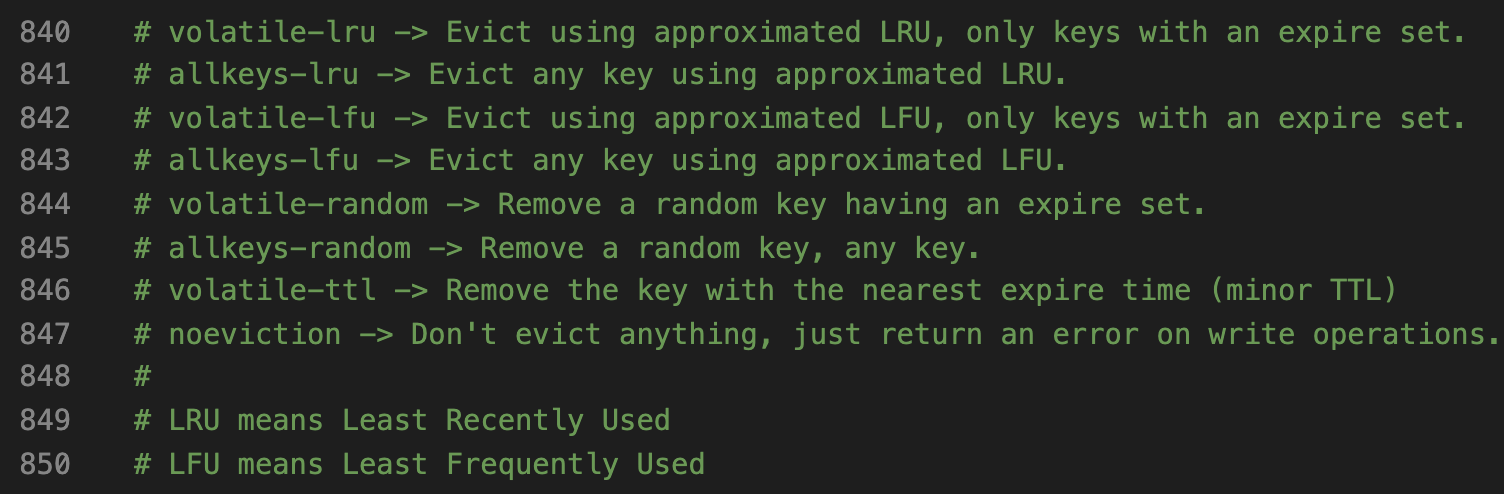 840 # volatile-lru -> Evict using approximated LRU, only keys with an expire set.
841 # allkeys-lru -> Evict any key using approximated LRU.
842 # volatile-lfu -> Evict using approximated LFU, only keys with an expire set.
843 # allkeys-lfu -> Evict any key using approximated LFU.
844 # volatile-random -> Remove a random key having an expire set.
845 # allkeys-random -> Remove a random key, any key.
846 # volatile-ttl -> Remove the key with the nearest expire time (minor TTL)
847 # noeviction -> Don't evict anything, just return an error on write operations.
848 #
849 # LRU means Least Recently Used
850 # LFU means Least Frequently Used